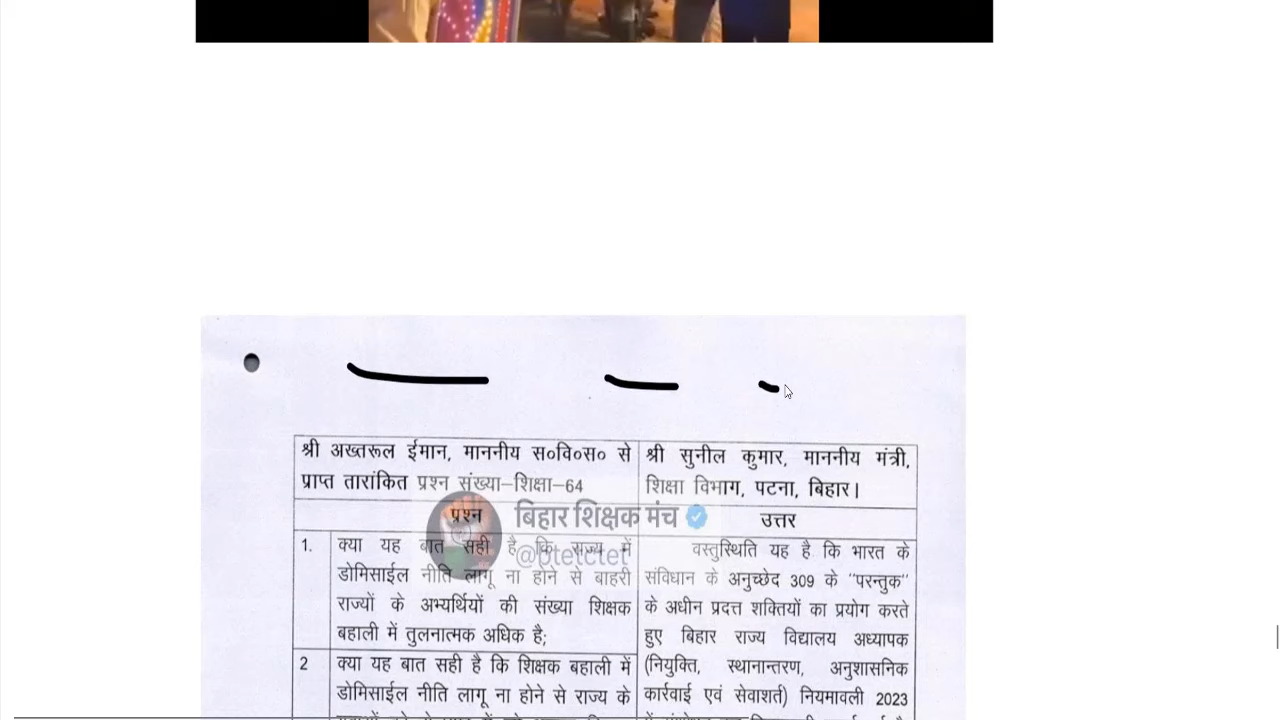 श्री अख्तरूल ईमान, माननीय स०वि०स० से
प्राप्त तारांकित प्रश्न संख्या–शिक्षा–64
श्री सुनील कुमार, माननीय मंत्री,
शिक्षा विभाग, पटना, बिहार।
प्रश्न
उत्तर
बिहार शिक्षक मंच
@ptetctet
1. क्या यह बात सही है कि राज्य में
डोमिसाईल नीति लागू ना होने से बाहरी
राज्यों के अभ्यर्थियों की संख्या शिक्षक
बहाली में तुलनात्मक अधिक है;
2 क्या यह बात सही है कि शिक्षक बहाली में
डोमिसाईल नीति लागू ना होने से राज्य के
वस्तुस्थिति यह है कि भारत के
संविधान के अनुच्छेद 309 के "परन्तुक"
के अधीन प्रदत्त शक्तियों का प्रयोग करते
हुए बिहार राज्य विद्यालय अध्यापक
(नियुक्ति, स्थानान्तरण, अनुशासनिक
कार्रवाई एवं सेवाशर्त) नियमावली 2023